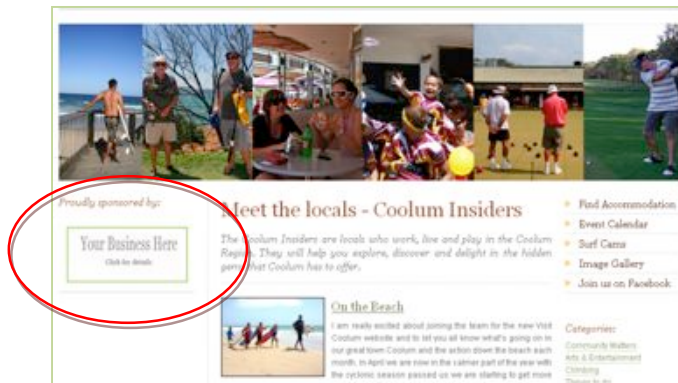 Proudly sponsored by:
Your Business Here
Click for details
Meet the locals - Coolum Insiders
The Coolum Insiders are locals who work, live and play in the Coolum
Region. They will help you explore, discover and delight in the hidden
gems that Coolum has to offer.
On the Beach
I am really excited about joining the team for the new Visit
Coolum website and to let you all know what's going on in
our great town Coolum and the action down the beach each
month. In April we are now in the calmer part of the year with
the cyclonic season passed us we are starting to get more
Find Accommodation
Event Calendar
Surf Cams
Image Gallery
Join us on Facebook
Categories:
Community Matters
Arts & Entertainment
Climbing
Things to do